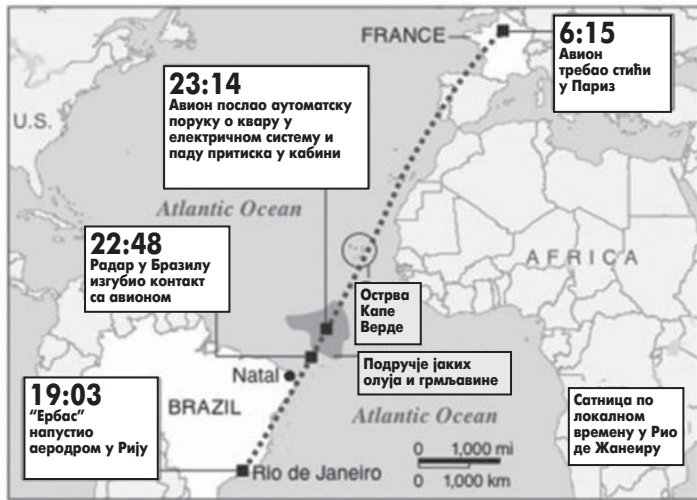 FRANCE
6:15
Авион
требао стићи
у Париз
23:14
Авион послао аутоматску
поруку о квару у
електричном систему и
паду притиска у кабини
U.S.
Atlantic Ocean
22:48
Радар у Бразилу
изгубио контакт
са авионом
AFRICA
Острва
Капе
Верде
Подручје јаких
олуја и грмљавине
Natal
19:03
"Ербас"
напустио
аеродром у Рију
BRAZIL
Atlantic Ocean
Сатница по
локалном
времену у Рио
де Жанеиру
0 1,000 mi
0 1,000 km
Rio de Janeiro